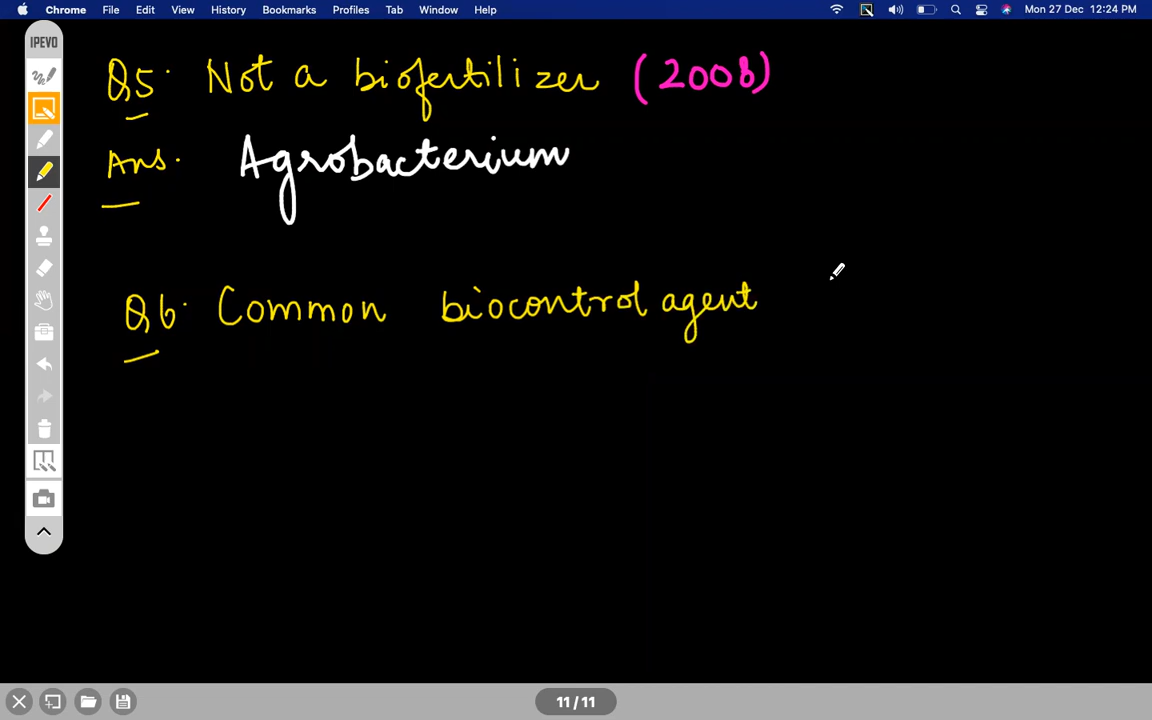 Chrome File Edit View History Bookmarks Profiles Tab Window Help Mon 27 Dec 12:24 PM
IPEVO
Q5. Not a biofertilizer (2008)
Ans. Agrobacterium
Q6. Common biocontrol agent
11/11